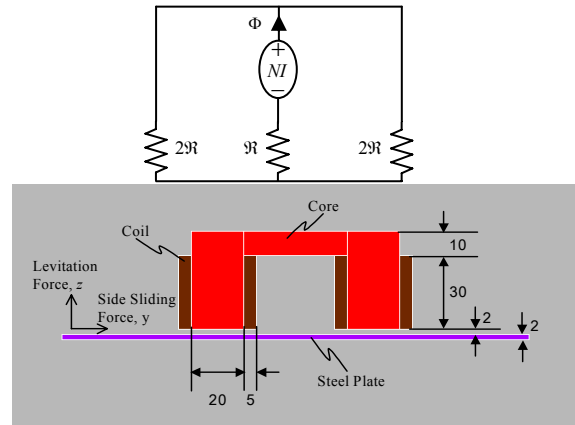 Φ
+
NI
−
2ℜ
ℜ
2ℜ
Core
Coil
10
Levitation
Force, z
30
Side Sliding
Force, y
2
2
Steel Plate
20
5